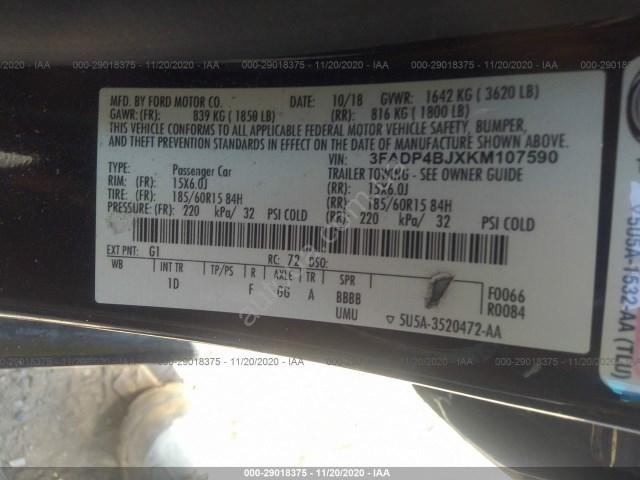 000-29018375 - 11/20/2020 - IAA
MFD. BY FORD MOTOR CO. DATE: 10/18 GVWR: 1642 KG ( 3620 LB)
GAWR: (FR): 839 KG ( 1850 LB) (RR): 816 KG ( 1800 LB)
THIS VEHICLE CONFORMS TO ALL APPLICABLE FEDERAL MOTOR VEHICLE SAFETY, BUMPER,
AND THEFT PREVENTION STANDARDS IN EFFECT ON THE DATE OF MANUFACTURE SHOWN ABOVE.
VIN: 3FADP4BJXKM107590
TYPE: Passenger Car TRAILER TOWING - SEE OWNER GUIDE
RIM: (FR): 15X6.0J (RR): 15X6.0J
TIRE: (FR): 185/60R15 84H (RR): 185/60R15 84H
PRESSURE: (FR): 220 kPa/ 32 PSI COLD (RR): 220 kPa/ 32 PSI COLD
EXT PNT: G1 RC: 72 DSO:
WB INT TR TP/PS R AXLE TR SPR
1D F GG A BBBB
UMU
F0066
R0084
▽ 5U5A-3520472-AA
5U5A-1532-AA (TLU)
000-29018375 - 11/20/2020 - IAA